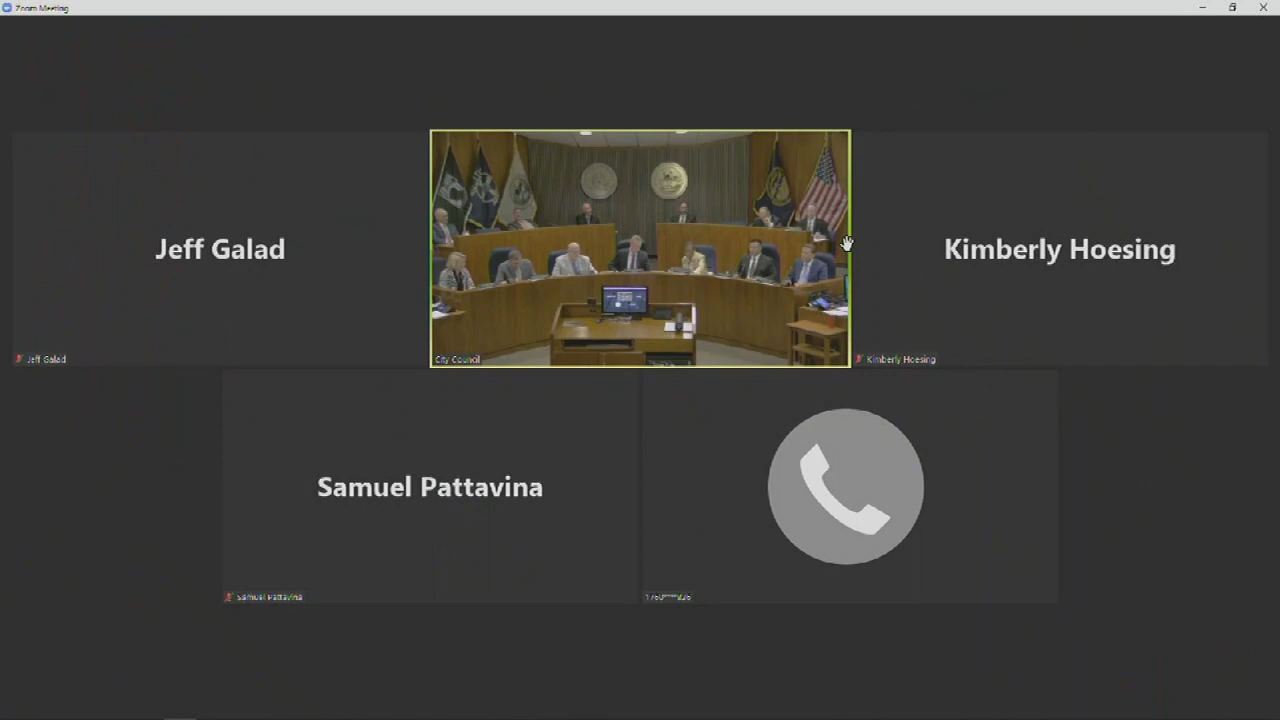 Zoom Meeting
Jeff Galad
Kimberly Hoesing
Jeff Galad
City Council
Kimberly Hoesing
Samuel Pattavina
Samuel Pattavina